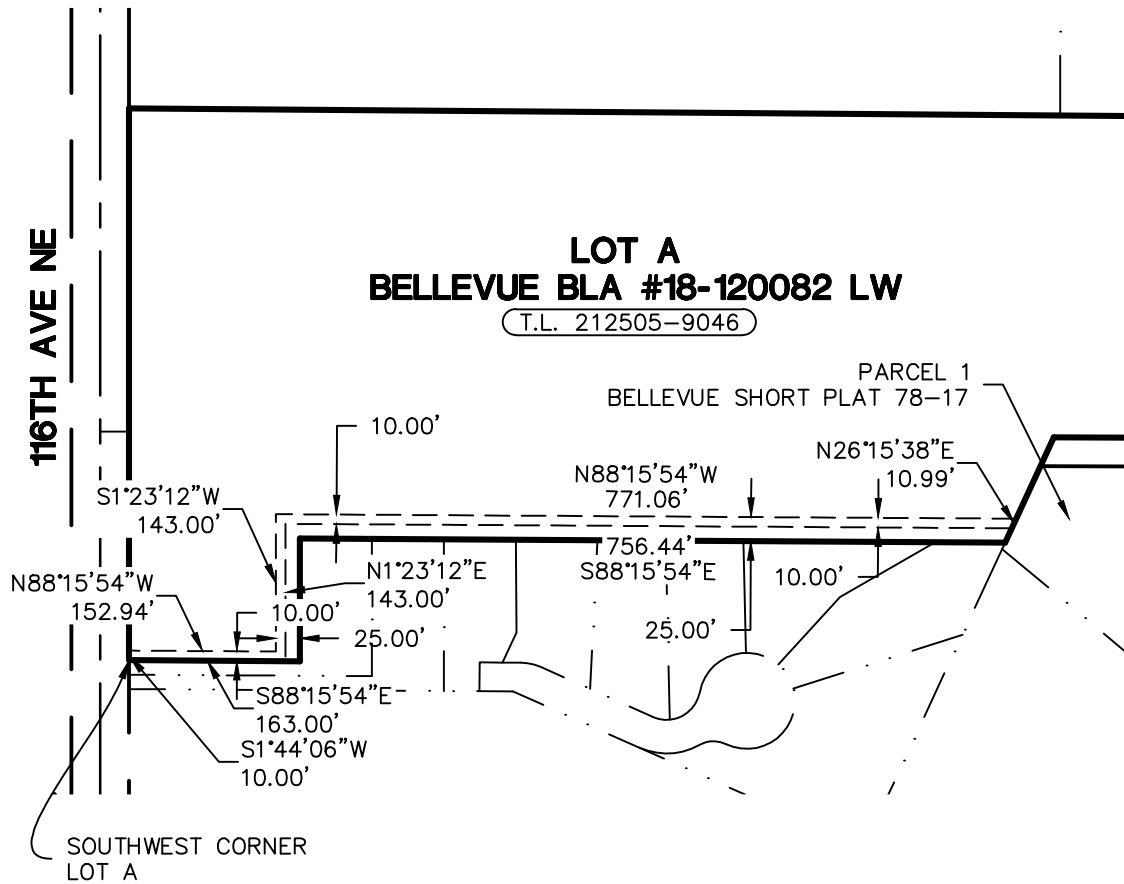 116TH AVE NE
LOT A
BELLEVUE BLA #18-120082 LW
T.L. 212505-9046
PARCEL 1
BELLEVUE SHORT PLAT 78-17
10.00'
N26°15'38"E
10.99'
N88°15'54"W
771.06'
S1°23'12"W
143.00'
756.44'
S88°15'54"E
N1°23'12"E
143.00'
10.00'
N88°15'54"W
152.94'
10.00'
25.00'
25.00'
S88°15'54"E
163.00'
S1°44'06"W
10.00'
SOUTHWEST CORNER
LOT A